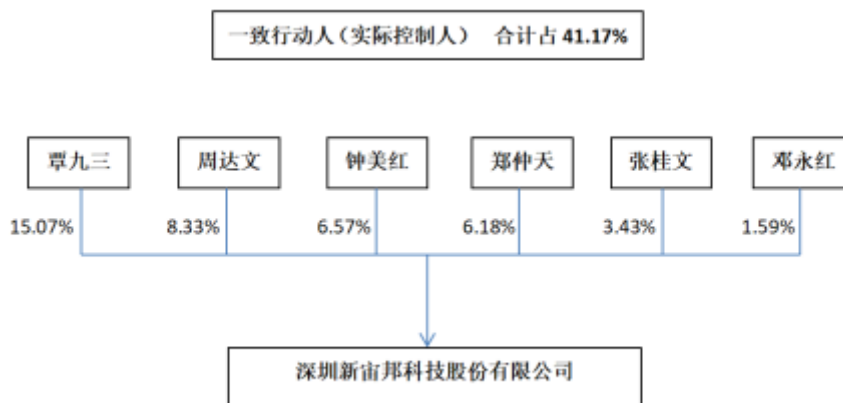 一致行动人（实际控制人） 合计占 41.17%
覃九三 周达文 钟美红 郑仲天 张桂文 邓永红
15.07% 8.33% 6.57% 6.18% 3.43% 1.59%
深圳新宙邦科技股份有限公司